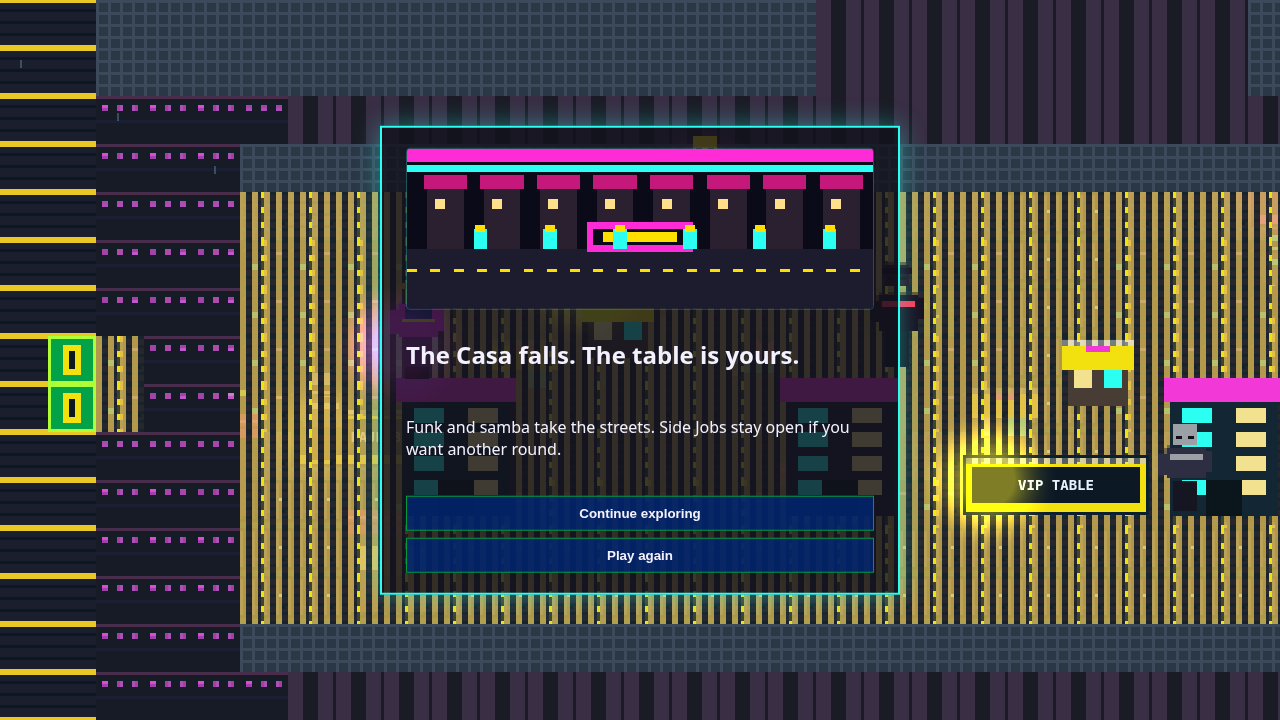 The Casa falls. The table is yours.
Funk and samba take the streets. Side Jobs stay open if you
want another round.
VIP TABLE
Continue exploring
Play again